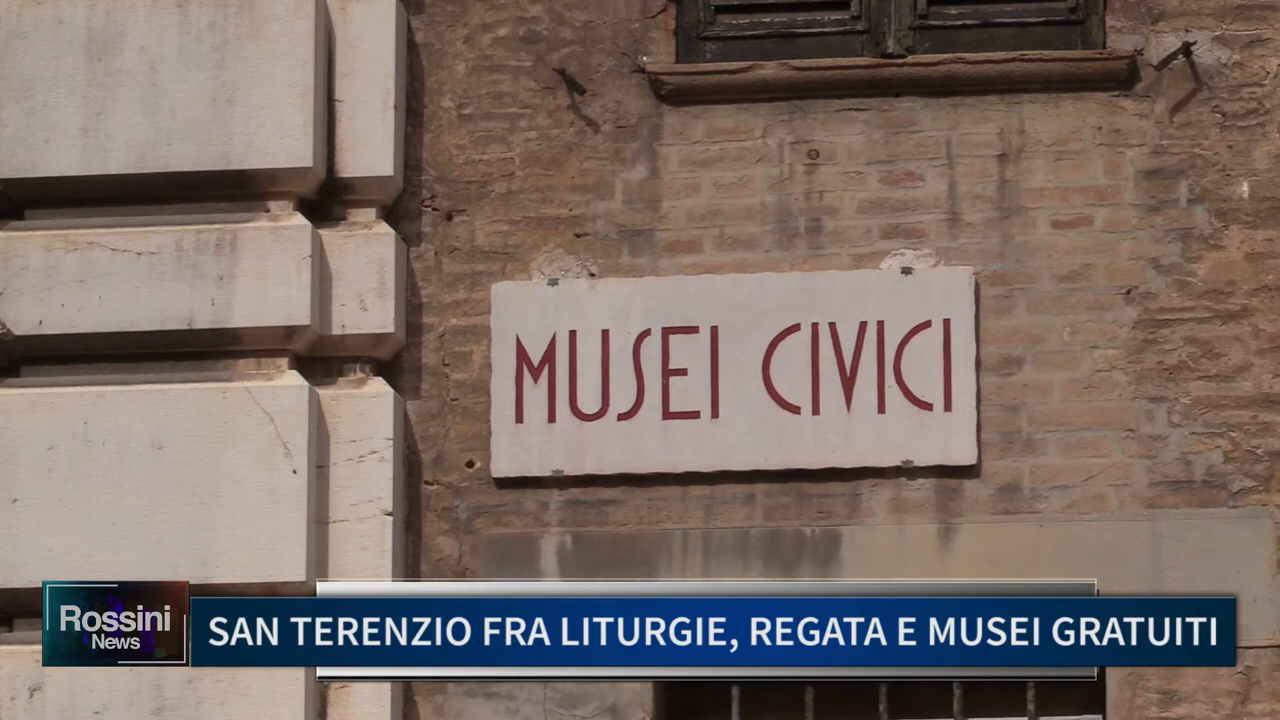 MUSEI CIVICI
Rossini
News
SAN TERENZIO FRA LITURGIE, REGATA E MUSEI GRATUITI